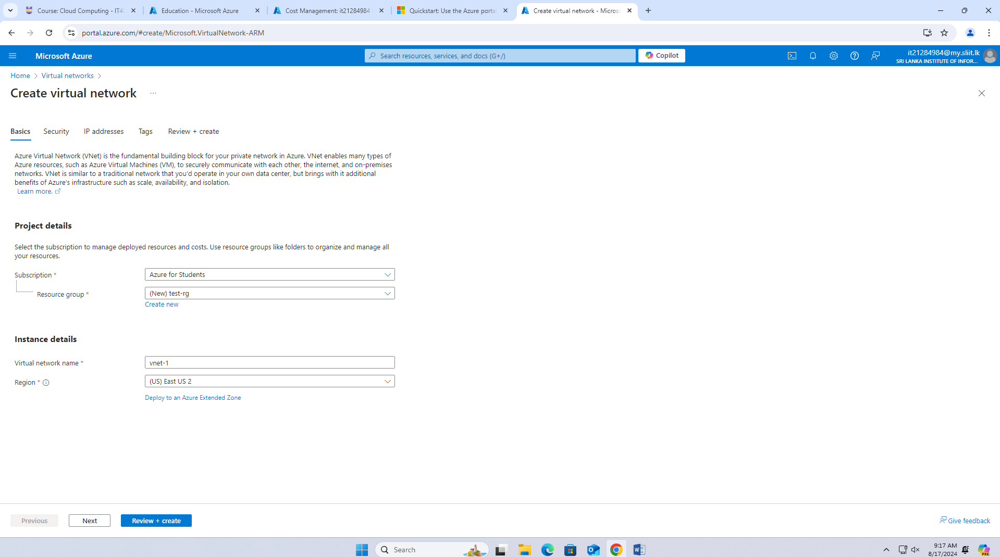 Course: Cloud Computing - IT4
Education - Microsoft Azure
Cost Management: it21284984
Quickstart: Use the Azure portal
Create virtual network - Micros
portal.azure.com/#create/Microsoft.VirtualNetwork-ARM
Microsoft Azure
Search resources, services, and docs (G+/)
Copilot
it21284984@my.sliit.lk
SRI LANKA INSTITUTE OF INFOR...
Home > Virtual networks >
Create virtual network ...
Basics
Security
IP addresses
Tags
Review + create
Azure Virtual Network (VNet) is the fundamental building block for your private network in Azure. VNet enables many types of
Azure resources, such as Azure Virtual Machines (VM), to securely communicate with each other, the internet, and on-premises
networks. VNet is similar to a traditional network that you'd operate in your own data center, but brings with it additional
benefits of Azure's infrastructure such as scale, availability, and isolation.
Learn more.
Project details
Select the subscription to manage deployed resources and costs. Use resource groups like folders to organize and manage all
your resources.
Subscription *
Azure for Students
Resource group *
(New) test-rg
Create new
Instance details
Virtual network name *
vnet-1
Region *
(US) East US 2
Deploy to an Azure Extended Zone
Previous
Next
Review + create
Give feedback
Search
9:17 AM
8/17/2024
PRE